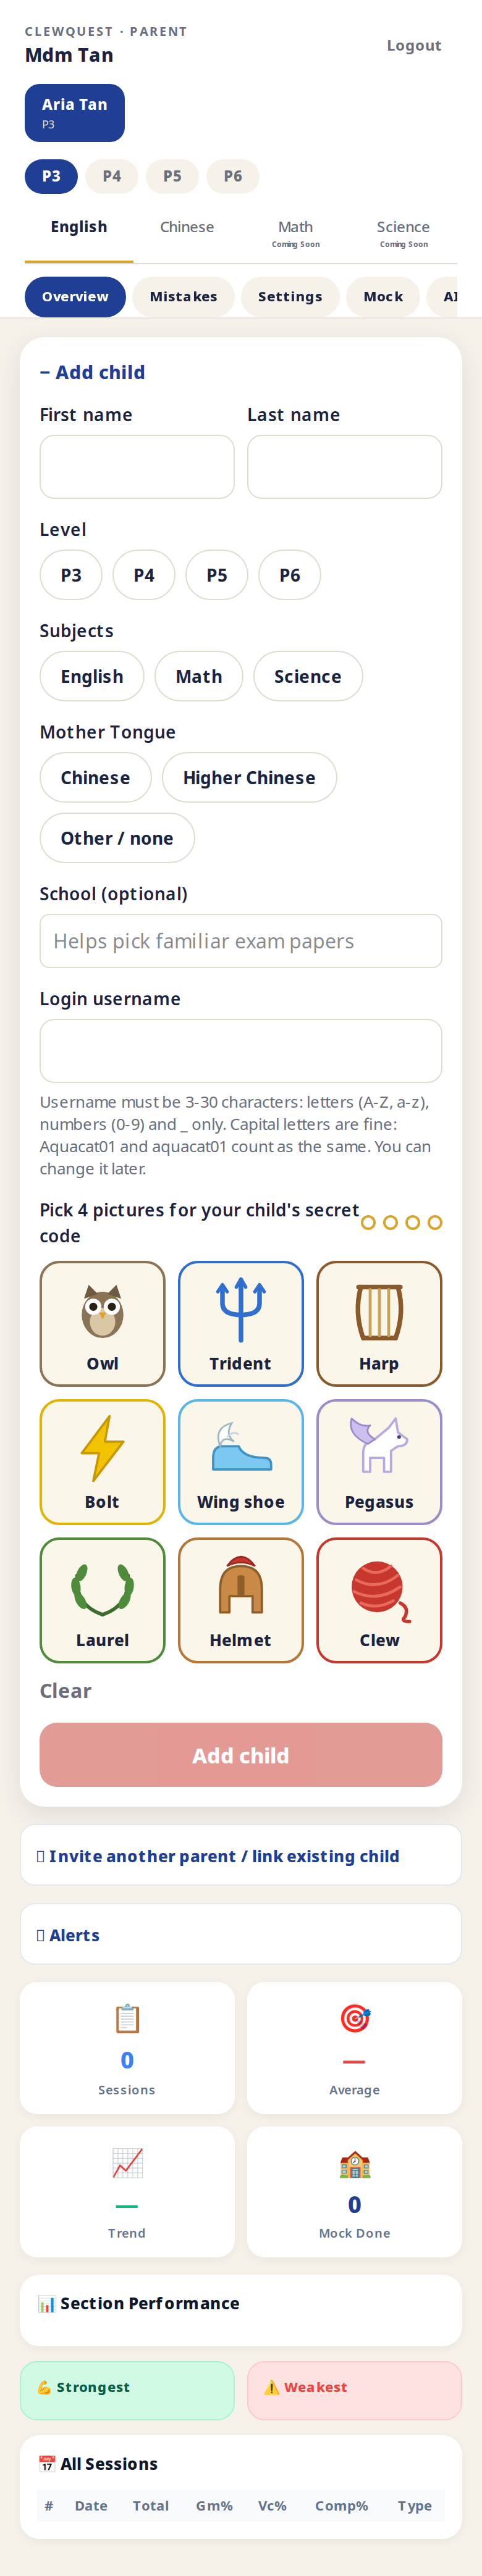 CLEWQUEST · PARENT
Mdm Tan
Logout
Aria Tan
P3
P3 P4 P5 P6
English Chinese Math Science
Coming Soon Coming Soon
Overview Mistakes Settings Mock AI
− Add child
First name Last name
Level
P3 P4 P5 P6
Subjects
English Math Science
Mother Tongue
Chinese Higher Chinese
Other / none
School (optional)
Helps pick familiar exam papers
Login username
Username must be 3-30 characters: letters (A-Z, a-z),
numbers (0-9) and _ only. Capital letters are fine:
Aquacat01 and aquacat01 count as the same. You can
change it later.
Pick 4 pictures for your child's secret
code
Owl Trident Harp
Bolt Wing shoe Pegasus
Laurel Helmet Clew
Clear
Add child
Invite another parent / link existing child
Alerts
0 —
Sessions Average
— 0
Trend Mock Done
Section Performance
Strongest Weakest
All Sessions
# Date Total Gm% Vc% Comp% Type